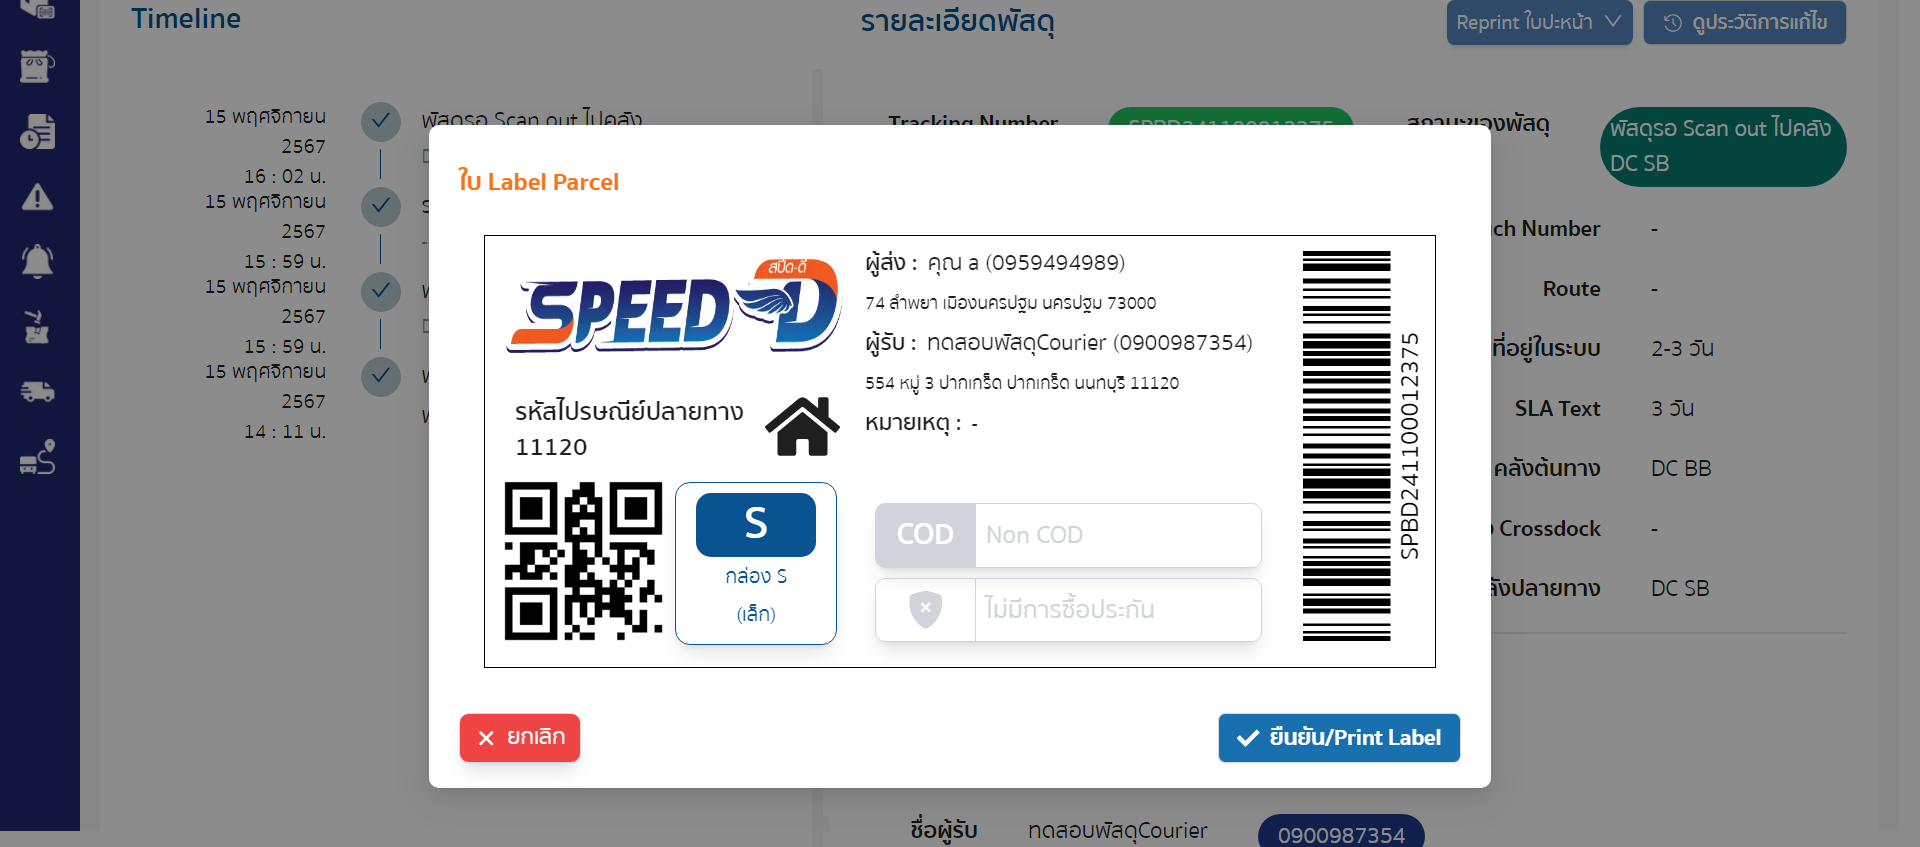 Timeline
รายละเอียดพัสดุ
Reprint ใบปะหน้า
ดูประวัติการแก้ไข
15 พฤศจิกายน
2567
16 : 02 น.
พัสดุรอ Scan out ไปคลัง
15 พฤศจิกายน
2567
15 : 59 น.
15 พฤศจิกายน
2567
15 : 59 น.
15 พฤศจิกายน
2567
14 : 11 น.
Tracking Number
SPBD241100012375
สถานะของพัสดุ
พัสดุรอ Scan out ไปคลัง
DC SB
ch Number
-
Route
-
ที่อยู่ในระบบ
2-3 วัน
SLA Text
3 วัน
คลังต้นทาง
DC BB
Crossdock
-
ลังปลายทาง
DC SB
ใบ Label Parcel
สปีด-ดี
SPEED-D
รหัสไปรษณีย์ปลายทาง
11120
S
กล่อง S
(เล็ก)
ผู้ส่ง : คุณ a (0959494989)
74 ลำพยา เมืองนครปฐม นครปฐม 73000
ผู้รับ : ทดสอบพัสดุCourier (0900987354)
554 หมู่ 3 ปากเกร็ด ปากเกร็ด นนทบุรี 11120
หมายเหตุ : -
COD Non COD
ไม่มีการซื้อประกัน
SPBD241100012375
ยกเลิก
ยืนยัน/Print Label
ชื่อผู้รับ
ทดสอบพัสดุCourier
0900987354